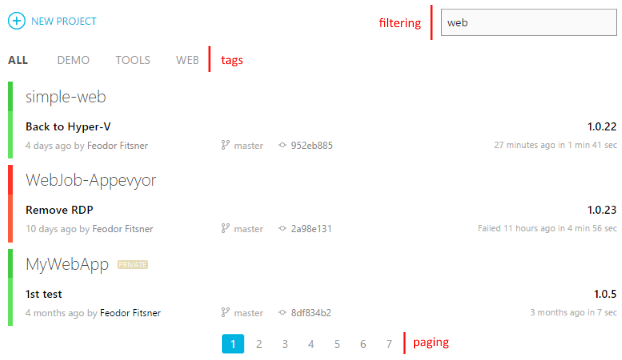 NEW PROJECT
filtering
web
ALL DEMO TOOLS WEB tags
simple-web
Back to Hyper-V 1.0.22
4 days ago by Feodor Fitsner master 952eb885 27 minutes ago in 1 min 41 sec
WebJob-Appevyor
Remove RDP 1.0.23
10 days ago by Feodor Fitsner master 2a98e131 Failed 11 hours ago in 4 min 56 sec
MyWebApp PRIVATE
1st test 1.0.5
4 months ago by Feodor Fitsner master 8df834b2 3 months ago in 7 sec
1 2 3 4 5 6 7 paging